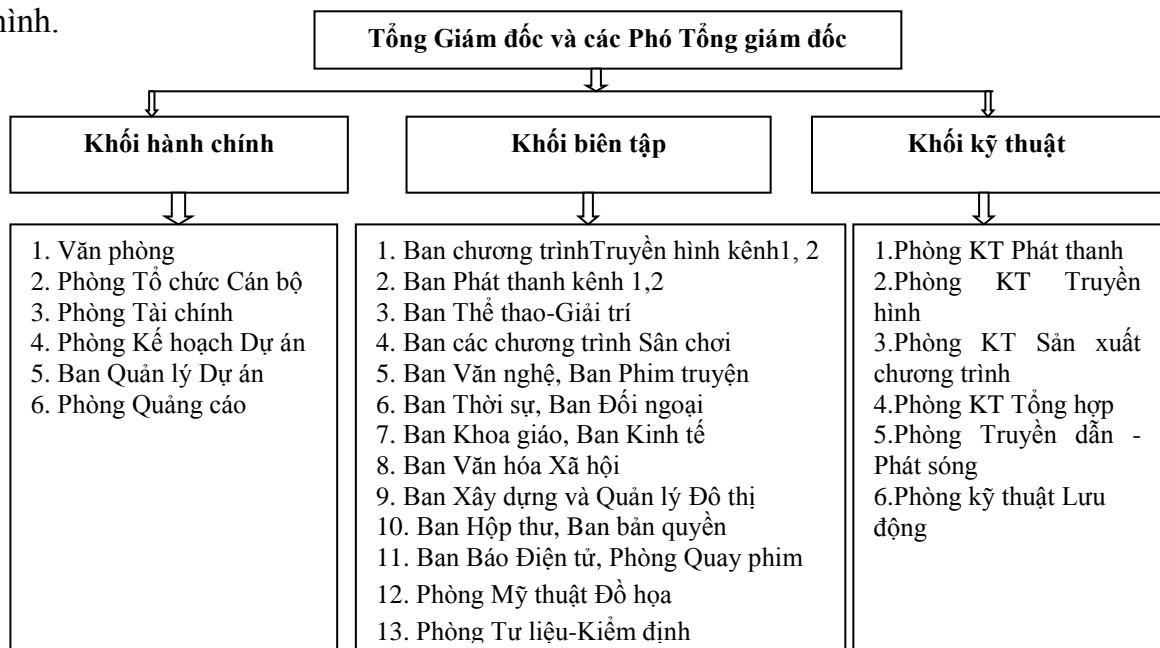 hình.
Tổng Giám đốc và các Phó Tổng giám đốc
Khối hành chính
Khối biên tập
Khối kỹ thuật
1. Văn phòng
2. Phòng Tổ chức Cán bộ
3. Phòng Tài chính
4. Phòng Kế hoạch Dự án
5. Ban Quản lý Dự án
6. Phòng Quảng cáo
1. Ban chương trìnhTruyền hình kênh1, 2
2. Ban Phát thanh kênh 1,2
3. Ban Thể thao-Giải trí
4. Ban các chương trình Sân chơi
5. Ban Văn nghệ, Ban Phim truyện
6. Ban Thời sự, Ban Đối ngoại
7. Ban Khoa giáo, Ban Kinh tế
8. Ban Văn hóa Xã hội
9. Ban Xây dựng và Quản lý Đô thị
10. Ban Hộp thư, Ban bản quyền
11. Ban Báo Điện tử, Phòng Quay phim
12. Phòng Mỹ thuật Đồ họa
13. Phòng Tư liệu-Kiểm định
1.Phòng KT Phát thanh
2.Phòng KT Truyền
hình
3.Phòng KT Sản xuất
chương trình
4.Phòng KT Tổng hợp
5.Phòng Truyền dẫn -
Phát sóng
6.Phòng kỹ thuật Lưu
động